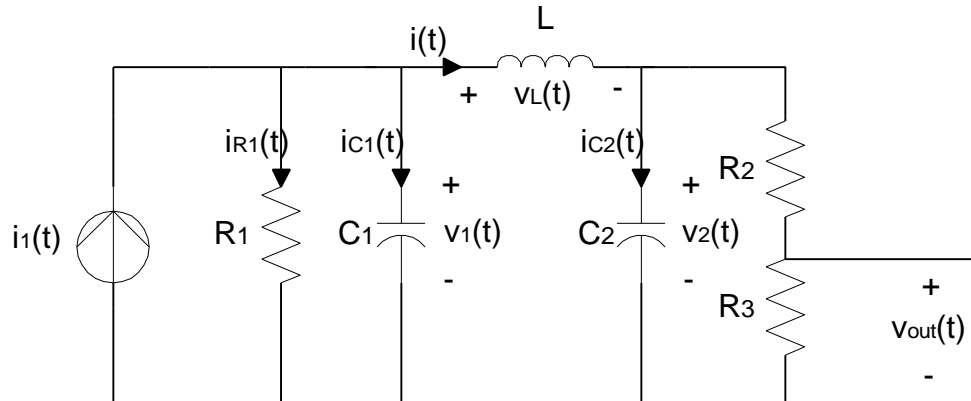 L
i(t)
+ vL(t) -
iR1(t) iC1(t) iC2(t)
R2
+ +
i1(t) R1 C1 v1(t) C2 v2(t)
- -
+
R3
vout(t)
-